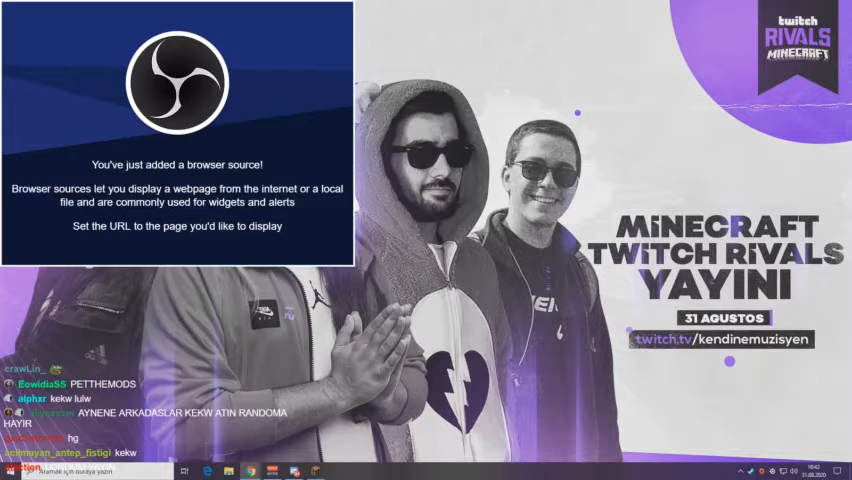 You've just added a browser source!
Browser sources let you display a webpage from the internet or a local
file and are commonly used for widgets and alerts
Set the URL to the page you'd like to display
twitch
RIVALS
MINECRAFT
MINECRAFT
TWITCH RIVALS
YAYINI
31 AGUSTOS
twitch.tv/kendinemuzisyen
crawLin_
EowidiaSS PETTHEMODS
alphxr kekw lulw
AYNENE ARKADASLAR KEKW ATIN RANDOMA
HAYIR
hg
acilmayan_antep_fistigi kekw
Aramak için buraya yazın
18:42
31.08.2020